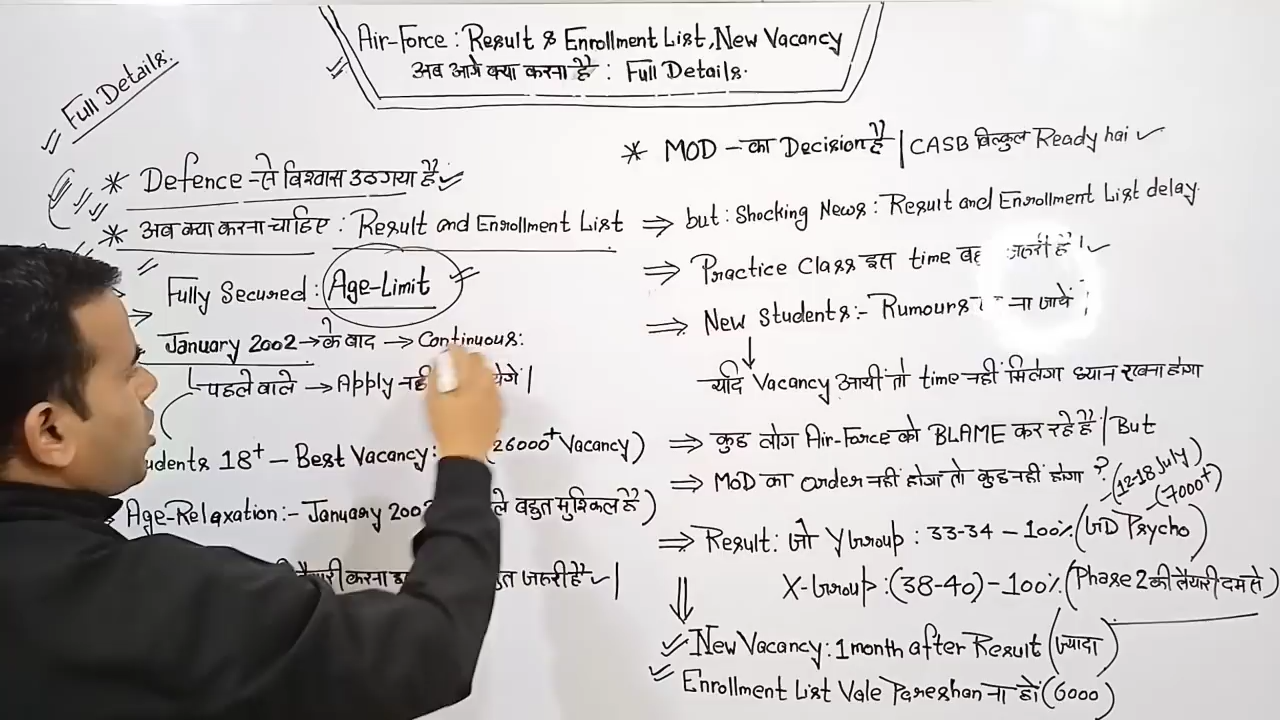 Air-Force : Result & Enrollment List, New Vacancy
अब आगे क्या करना है : Full Details.
Full Details:
* Defence से विश्वास उठ गया है
* अब क्या करना चाहिए : Result and Enrollment List
Fully Secured : Age-Limit
January 2002 → के बाद → Continuous:
पहले वाले → Apply
18+ – Best Vacancy: (26000+ Vacancy)
Age-Relaxation:- January बहुत मुश्किल है)
तैयारी करना जरूरी है |
* MOD – का Decision है | CASB बिल्कुल Ready hai
⇒ but : Shocking News : Result and Enrollment List delay.
⇒ Practice Class इस time जरूरी है |
⇒ New Students :- Rumours ना जायें ;
यदि Vacancy आयी तो time नहीं मिलेगा ध्यान रखना होगा
⇒ कुछ लोग Air-Force को BLAME कर रहे है | But
⇒ MOD का order नहीं होगा तो कुछ नहीं होगा ?
(12-18 July)
(7000+)
⇒ Result : जो Y Group : 33-34 – 100% (GD Psycho)
X-Group : (38-40) – 100% (Phase 2 की तैयारी दम से)
New Vacancy : 1 month after Result (ज्यादा)
Enrollment List Vale Pareshan ना हों (6000)